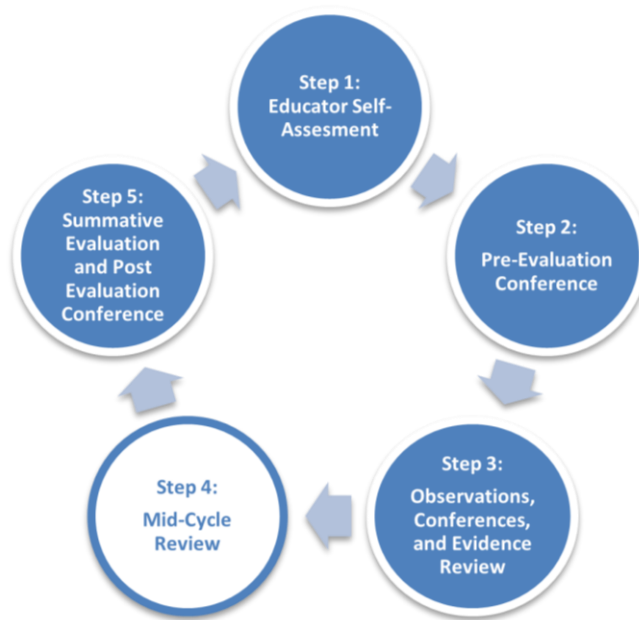 Step 1:
Educator Self-
Assesment
Step 2:
Pre-Evaluation
Conference
Step 3:
Observations,
Conferences,
and Evidence
Review
Step 4:
Mid-Cycle
Review
Step 5:
Summative
Evaluation
and Post
Evaluation
Conference